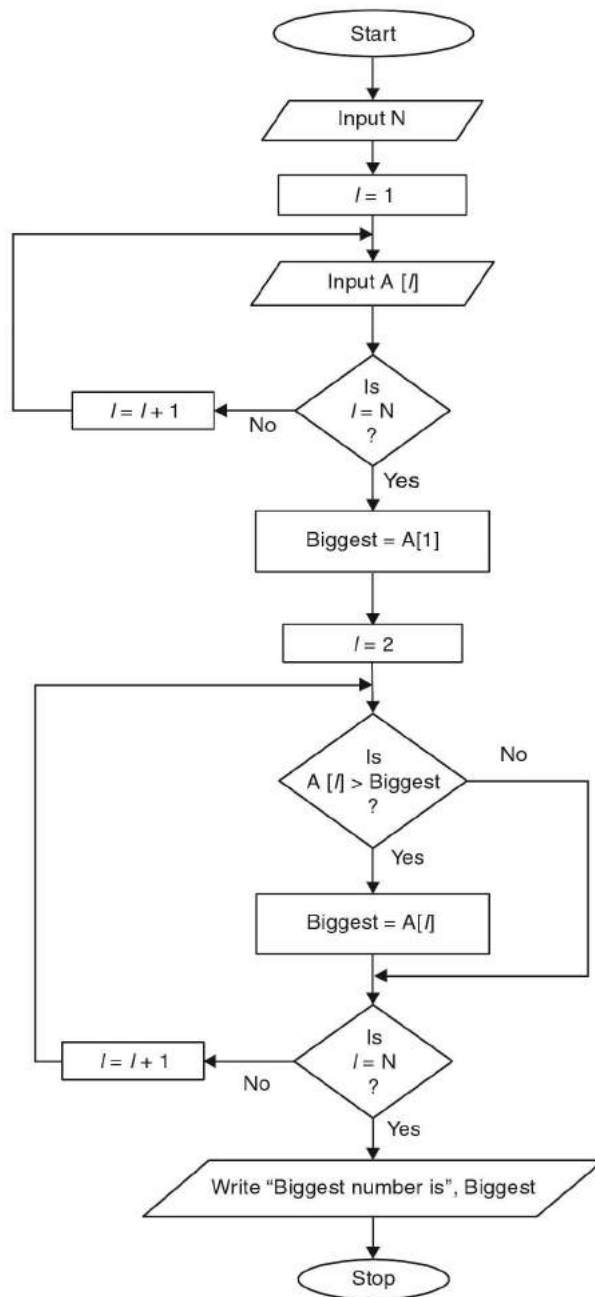 Start
Input N
I = 1
Input A [I]
Is
I = N
?
No
I = I + 1
Yes
Biggest = A[1]
I = 2
Is
A [I] > Biggest
?
No
Yes
Biggest = A[I]
Is
I = N
?
No
I = I + 1
Yes
Write “Biggest number is”, Biggest
Stop